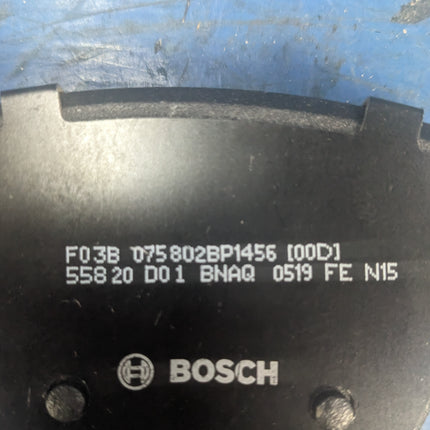 F03B 075802BP1456 [00D]
55820 D01 BNAQ 0519 FE N15
BOSCH